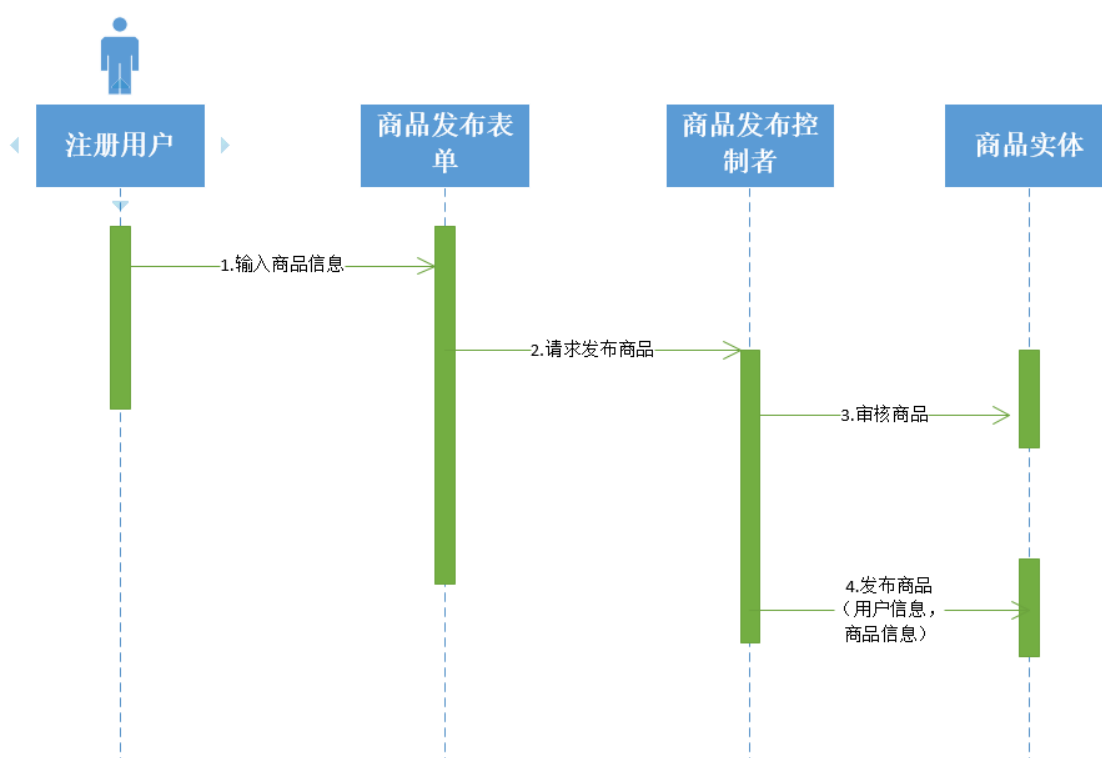 注册用户
商品发布表
单
商品发布控
制者
商品实体
1.输入商品信息
2.请求发布商品
3.审核商品
4.发布商品
（用户信息，
商品信息）